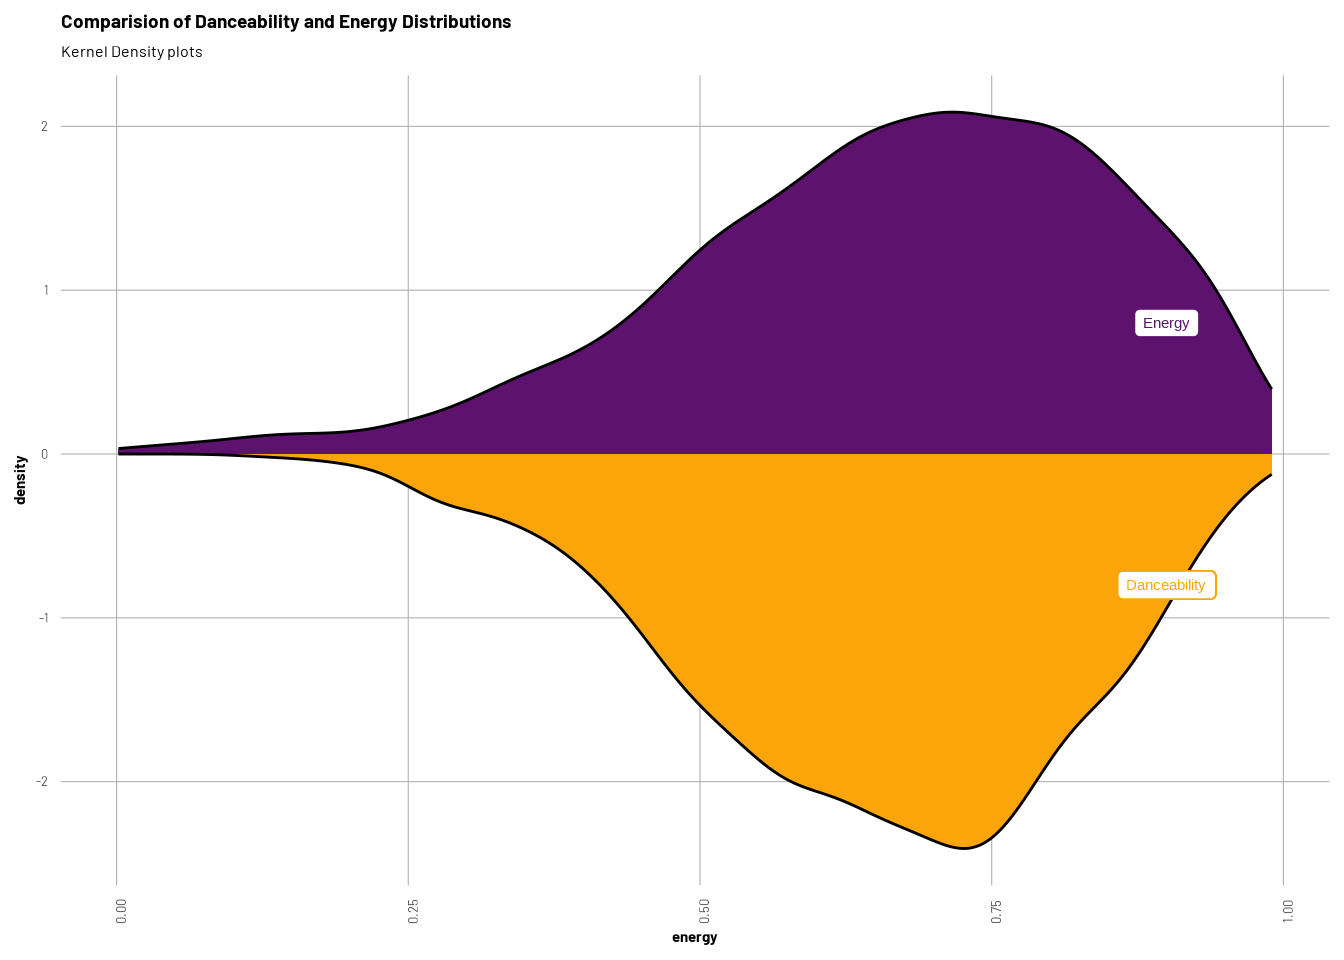 Comparision of Danceability and Energy Distributions
Kernel Density plots
2
1
0
-1
-2
density
Energy
Danceability
0.00
0.25
0.50
0.75
1.00
energy